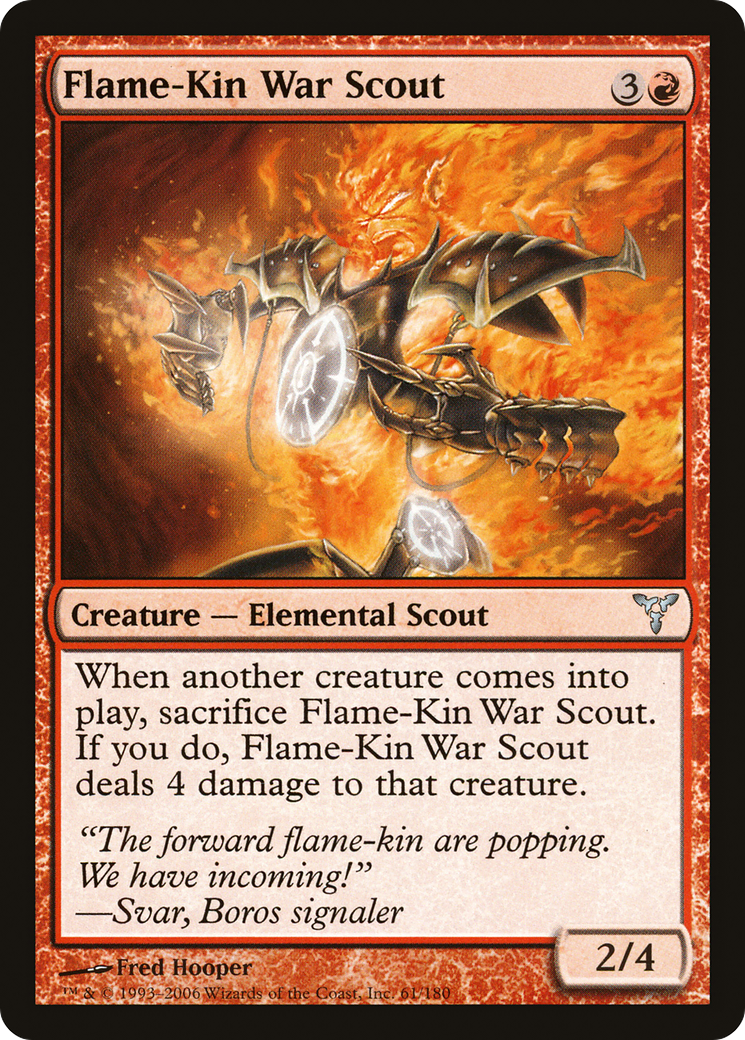 Flame-Kin War Scout 3
Creature — Elemental Scout
When another creature comes into
play, sacrifice Flame-Kin War Scout.
If you do, Flame-Kin War Scout
deals 4 damage to that creature.
“The forward flame-kin are popping.
We have incoming!”
—Svar, Boros signaler
2/4
Fred Hooper
™ & © 1993–2006 Wizards of the Coast, Inc. 61/180